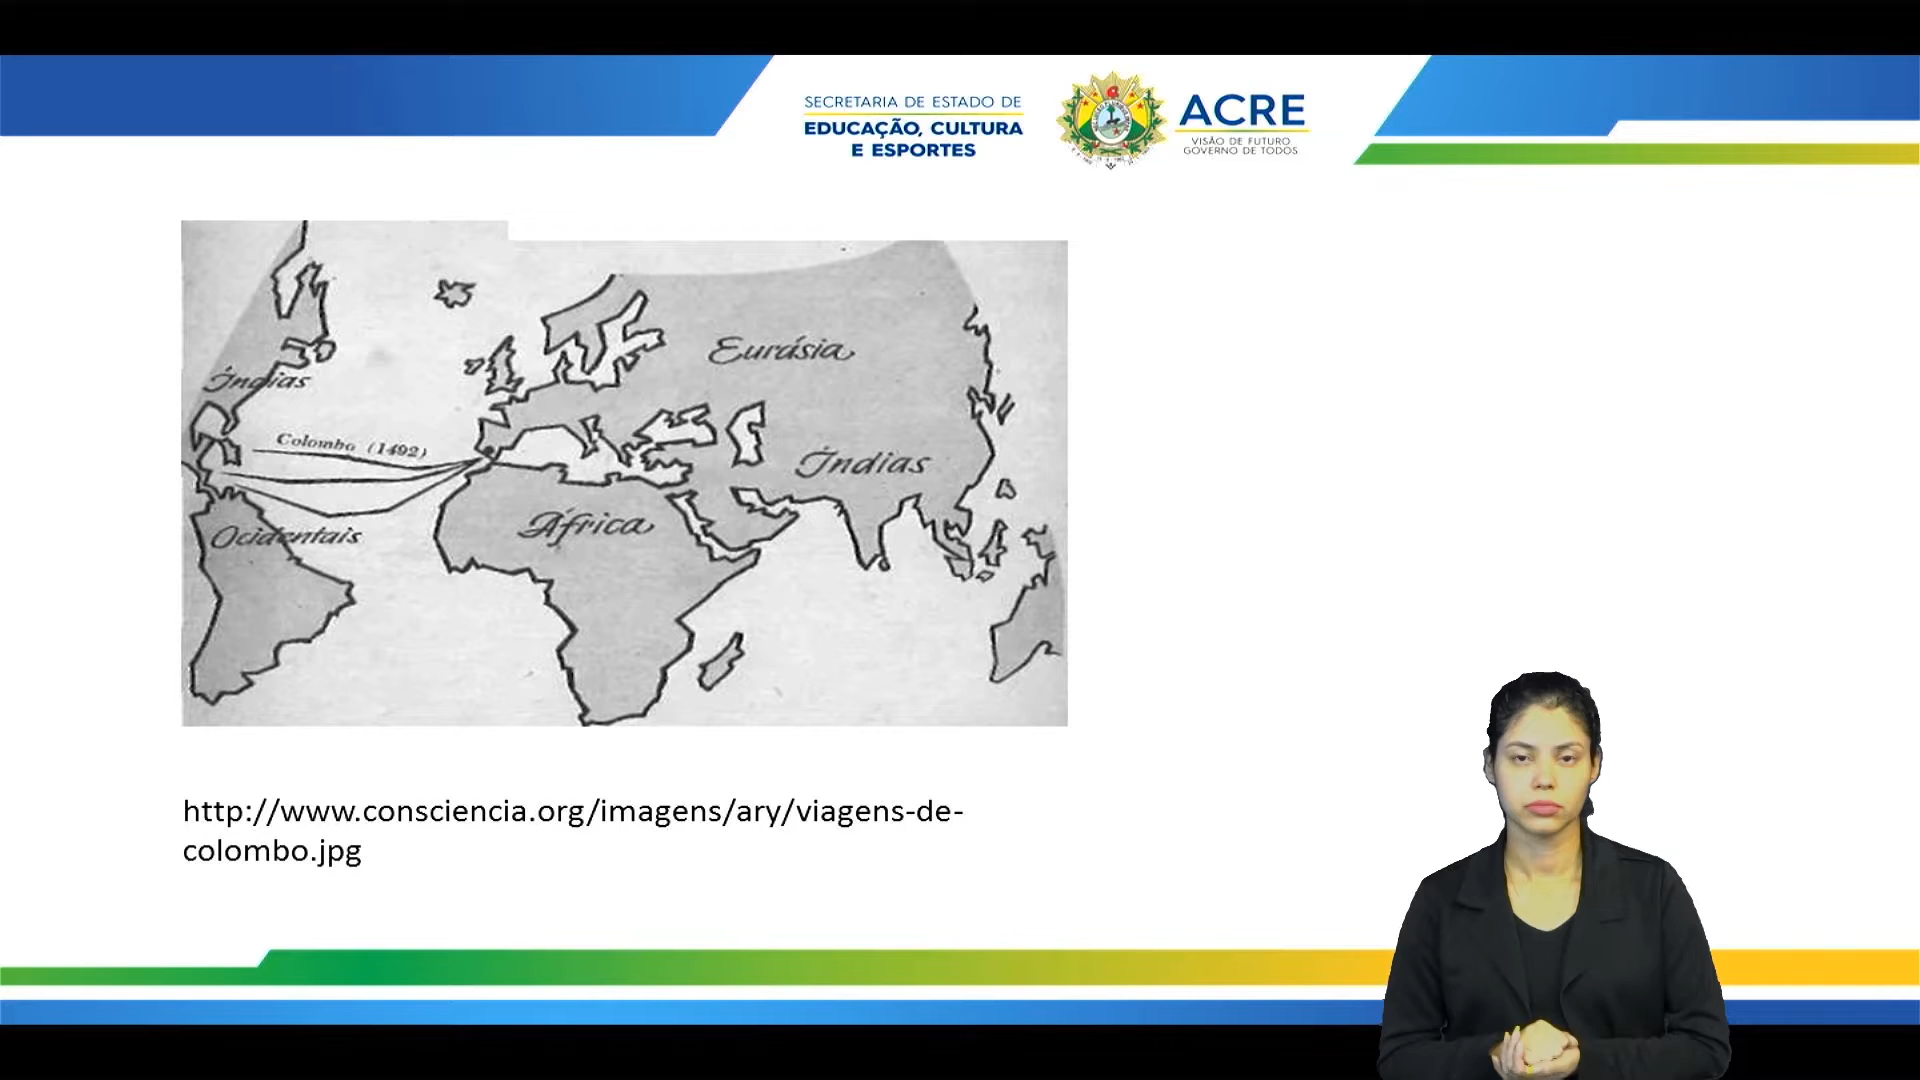 SECRETARIA DE ESTADO DE
EDUCAÇÃO, CULTURA
E ESPORTES
ACRE
VISÃO DE FUTURO
GOVERNO DE TODOS
Eurásia
Índias
Colombo (1492)
Índias
África
Ocidentais
http://www.consciencia.org/imagens/ary/viagens-de-
colombo.jpg